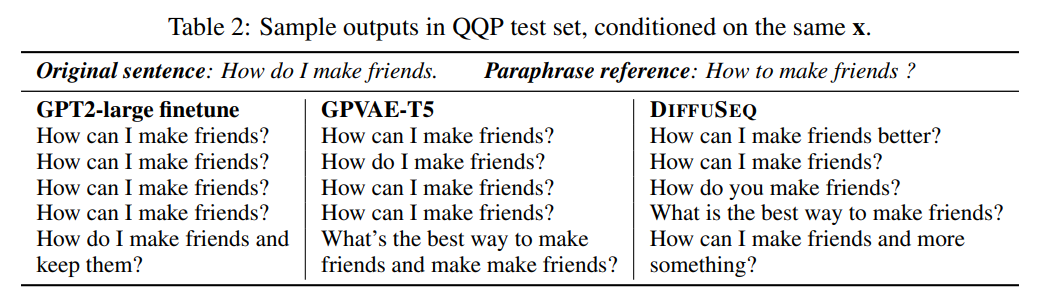 Table 2: Sample outputs in QQP test set, conditioned on the same x.
Original sentence: How do I make friends. Paraphrase reference: How to make friends ?
GPT2-large finetune
How can I make friends?
How can I make friends?
How can I make friends?
How can I make friends?
How do I make friends and
keep them?
GPVAE-T5
How can I make friends?
How do I make friends?
How can I make friends?
How can I make friends?
What's the best way to make
friends and make make friends?
DIFFUSEQ
How can I make friends better?
How can I make friends?
How do you make friends?
What is the best way to make friends?
How can I make friends and more
something?